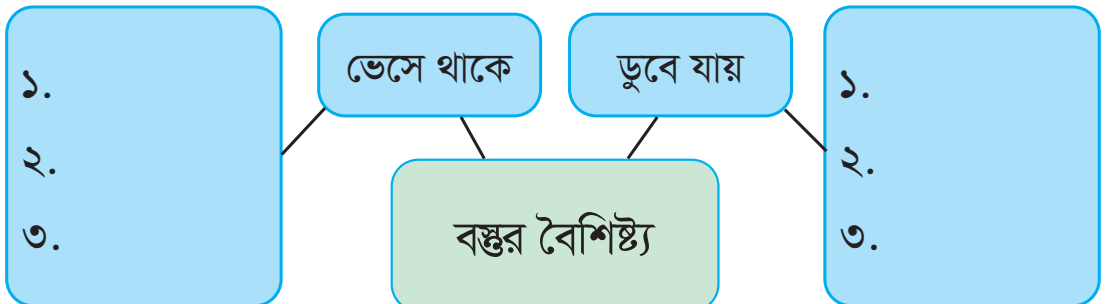 ভেসে থাকে
ডুবে যায়
১.
২.
৩.
১.
২.
৩.
বস্তুর বৈশিষ্ট্য